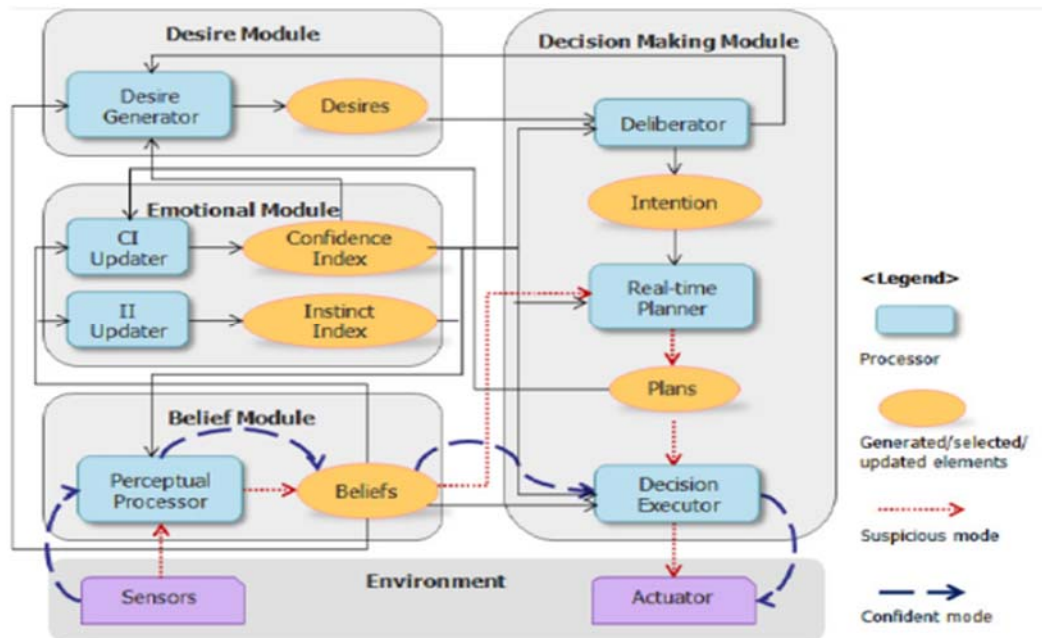 Desire Module
Desire
Generator
Desires
Decision Making Module
Deliberator
Intention
Real-time
Planner
Plans
Decision
Executor
Emotional Module
CI
Updater
Confidence
Index
II
Updater
Instinct
Index
Belief Module
Perceptual
Processor
Beliefs
Environment
Sensors
Actuator
<Legend>
Processor
Generated/selected/
updated elements
Suspicious mode
Confident mode